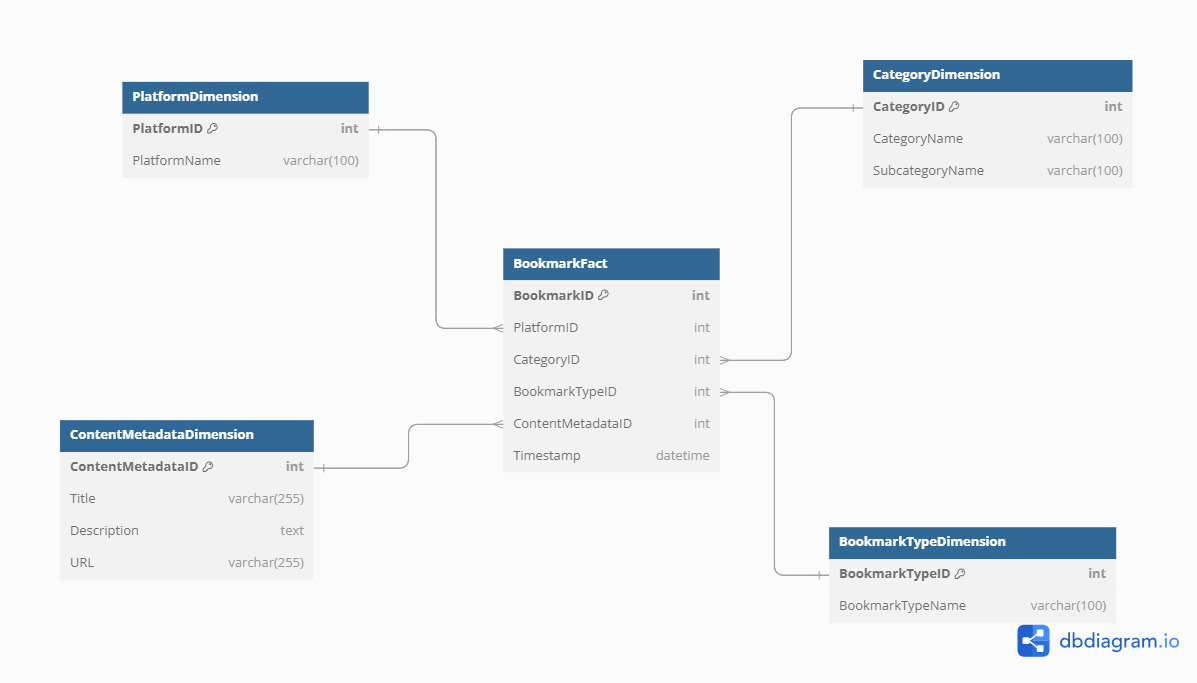 PlatformDimension
PlatformID int
PlatformName varchar(100)
CategoryDimension
CategoryID int
CategoryName varchar(100)
SubcategoryName varchar(100)
BookmarkFact
BookmarkID int
PlatformID int
CategoryID int
BookmarkTypeID int
ContentMetadataID int
Timestamp datetime
ContentMetadataDimension
ContentMetadataID int
Title varchar(255)
Description text
URL varchar(255)
BookmarkTypeDimension
BookmarkTypeID int
BookmarkTypeName varchar(100)
dbdiagram.io